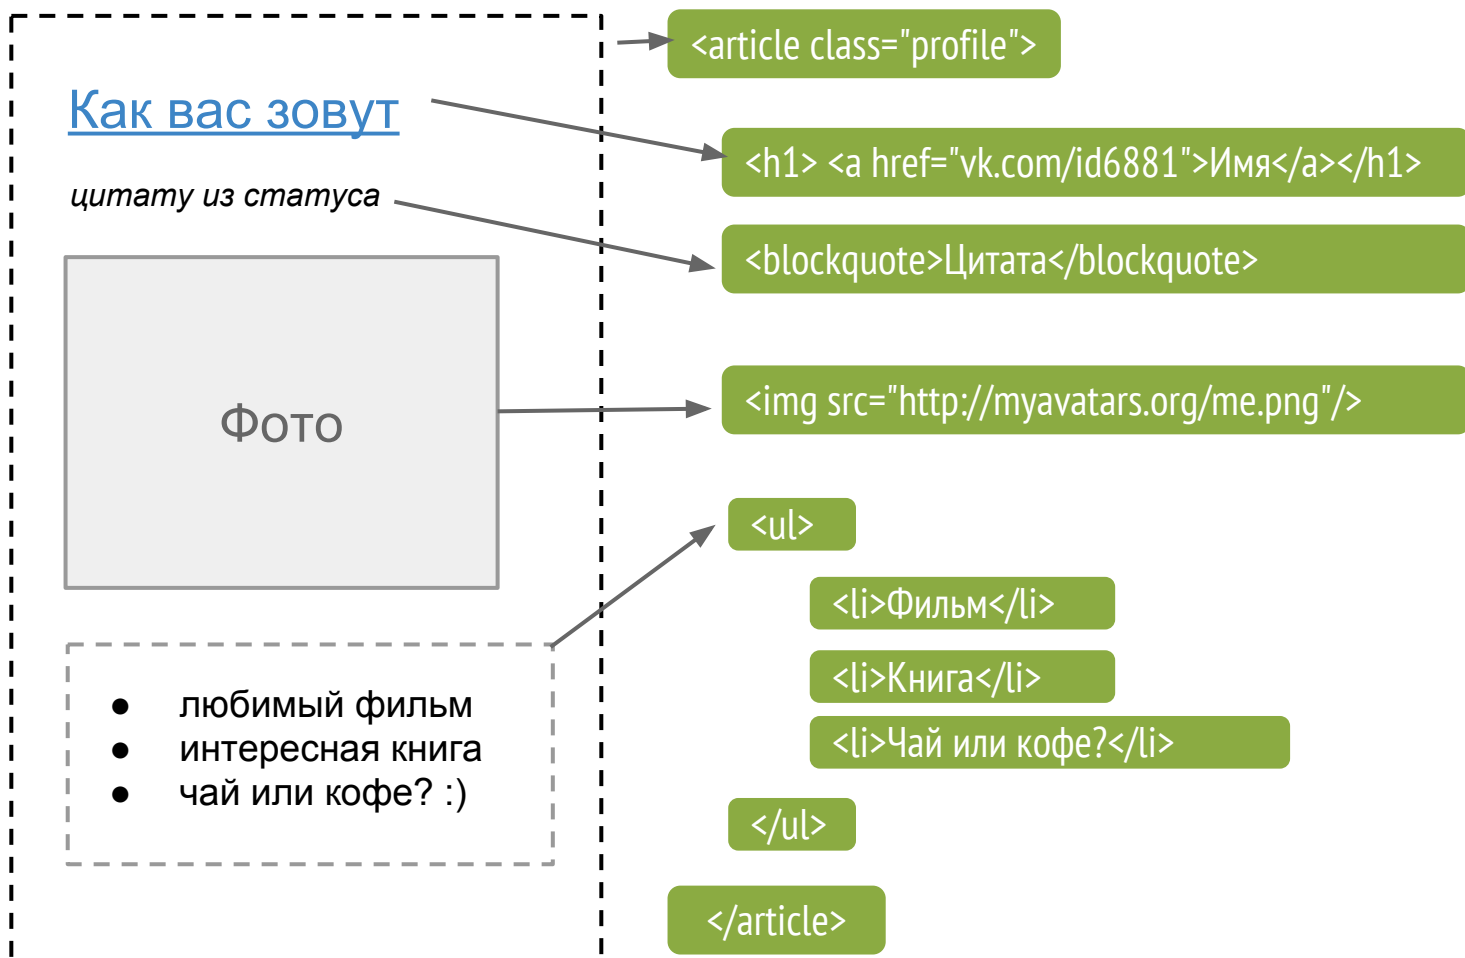 Как вас зовут
цитату из статуса
Фото
● любимый фильм
● интересная книга
● чай или кофе? :)
<article class="profile">
<h1> <a href="vk.com/id6881">Имя</a></h1>
<blockquote>Цитата</blockquote>
<img src="http://myavatars.org/me.png"/>
<ul>
<li>Фильм</li>
<li>Книга</li>
<li>Чай или кофе?</li>
</ul>
</article>